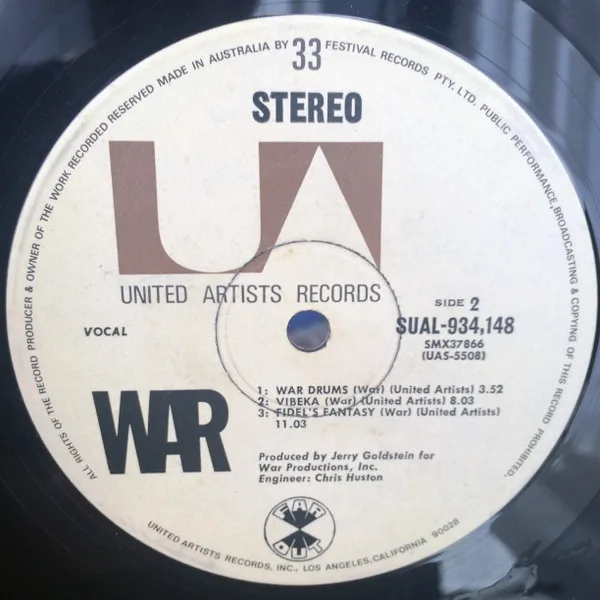 ALL RIGHTS OF THE RECORD PRODUCER & OWNER OF THE WORK RECORDED RESERVED MADE IN AUSTRALIA BY FESTIVAL RECORDS PTY. LTD. PUBLIC PERFORMANCE, BROADCASTING & COPYING OF THIS RECORD PROHIBITED.
33
STEREO
UA
UNITED ARTISTS RECORDS
SIDE 2
VOCAL
SUAL-934,148
SMX37866
(UAS-5508)
WAR
1: WAR DRUMS (War) (United Artists) 3.52
2: VIBEKA (War) (United Artists) 8.03
3: FIDEL'S FANTASY (War) (United Artists)
11.03
Produced by Jerry Goldstein for
War Productions, Inc.
Engineer: Chris Huston
FAR
OUT
UNITED ARTISTS RECORDS, INC., LOS ANGELES, CALIFORNIA 90028